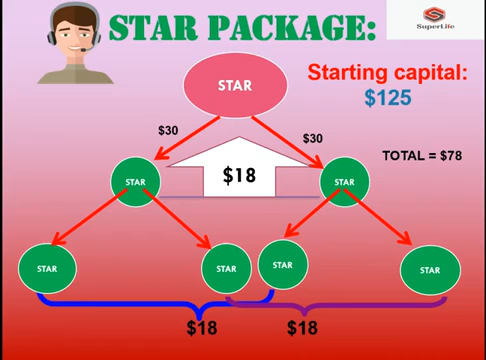 STAR PACKAGE:
SuperLife
Starting capital:
$125
STAR
$30
$30
TOTAL = $78
$18
STAR
STAR
STAR
STAR
STAR
STAR
$18
$18